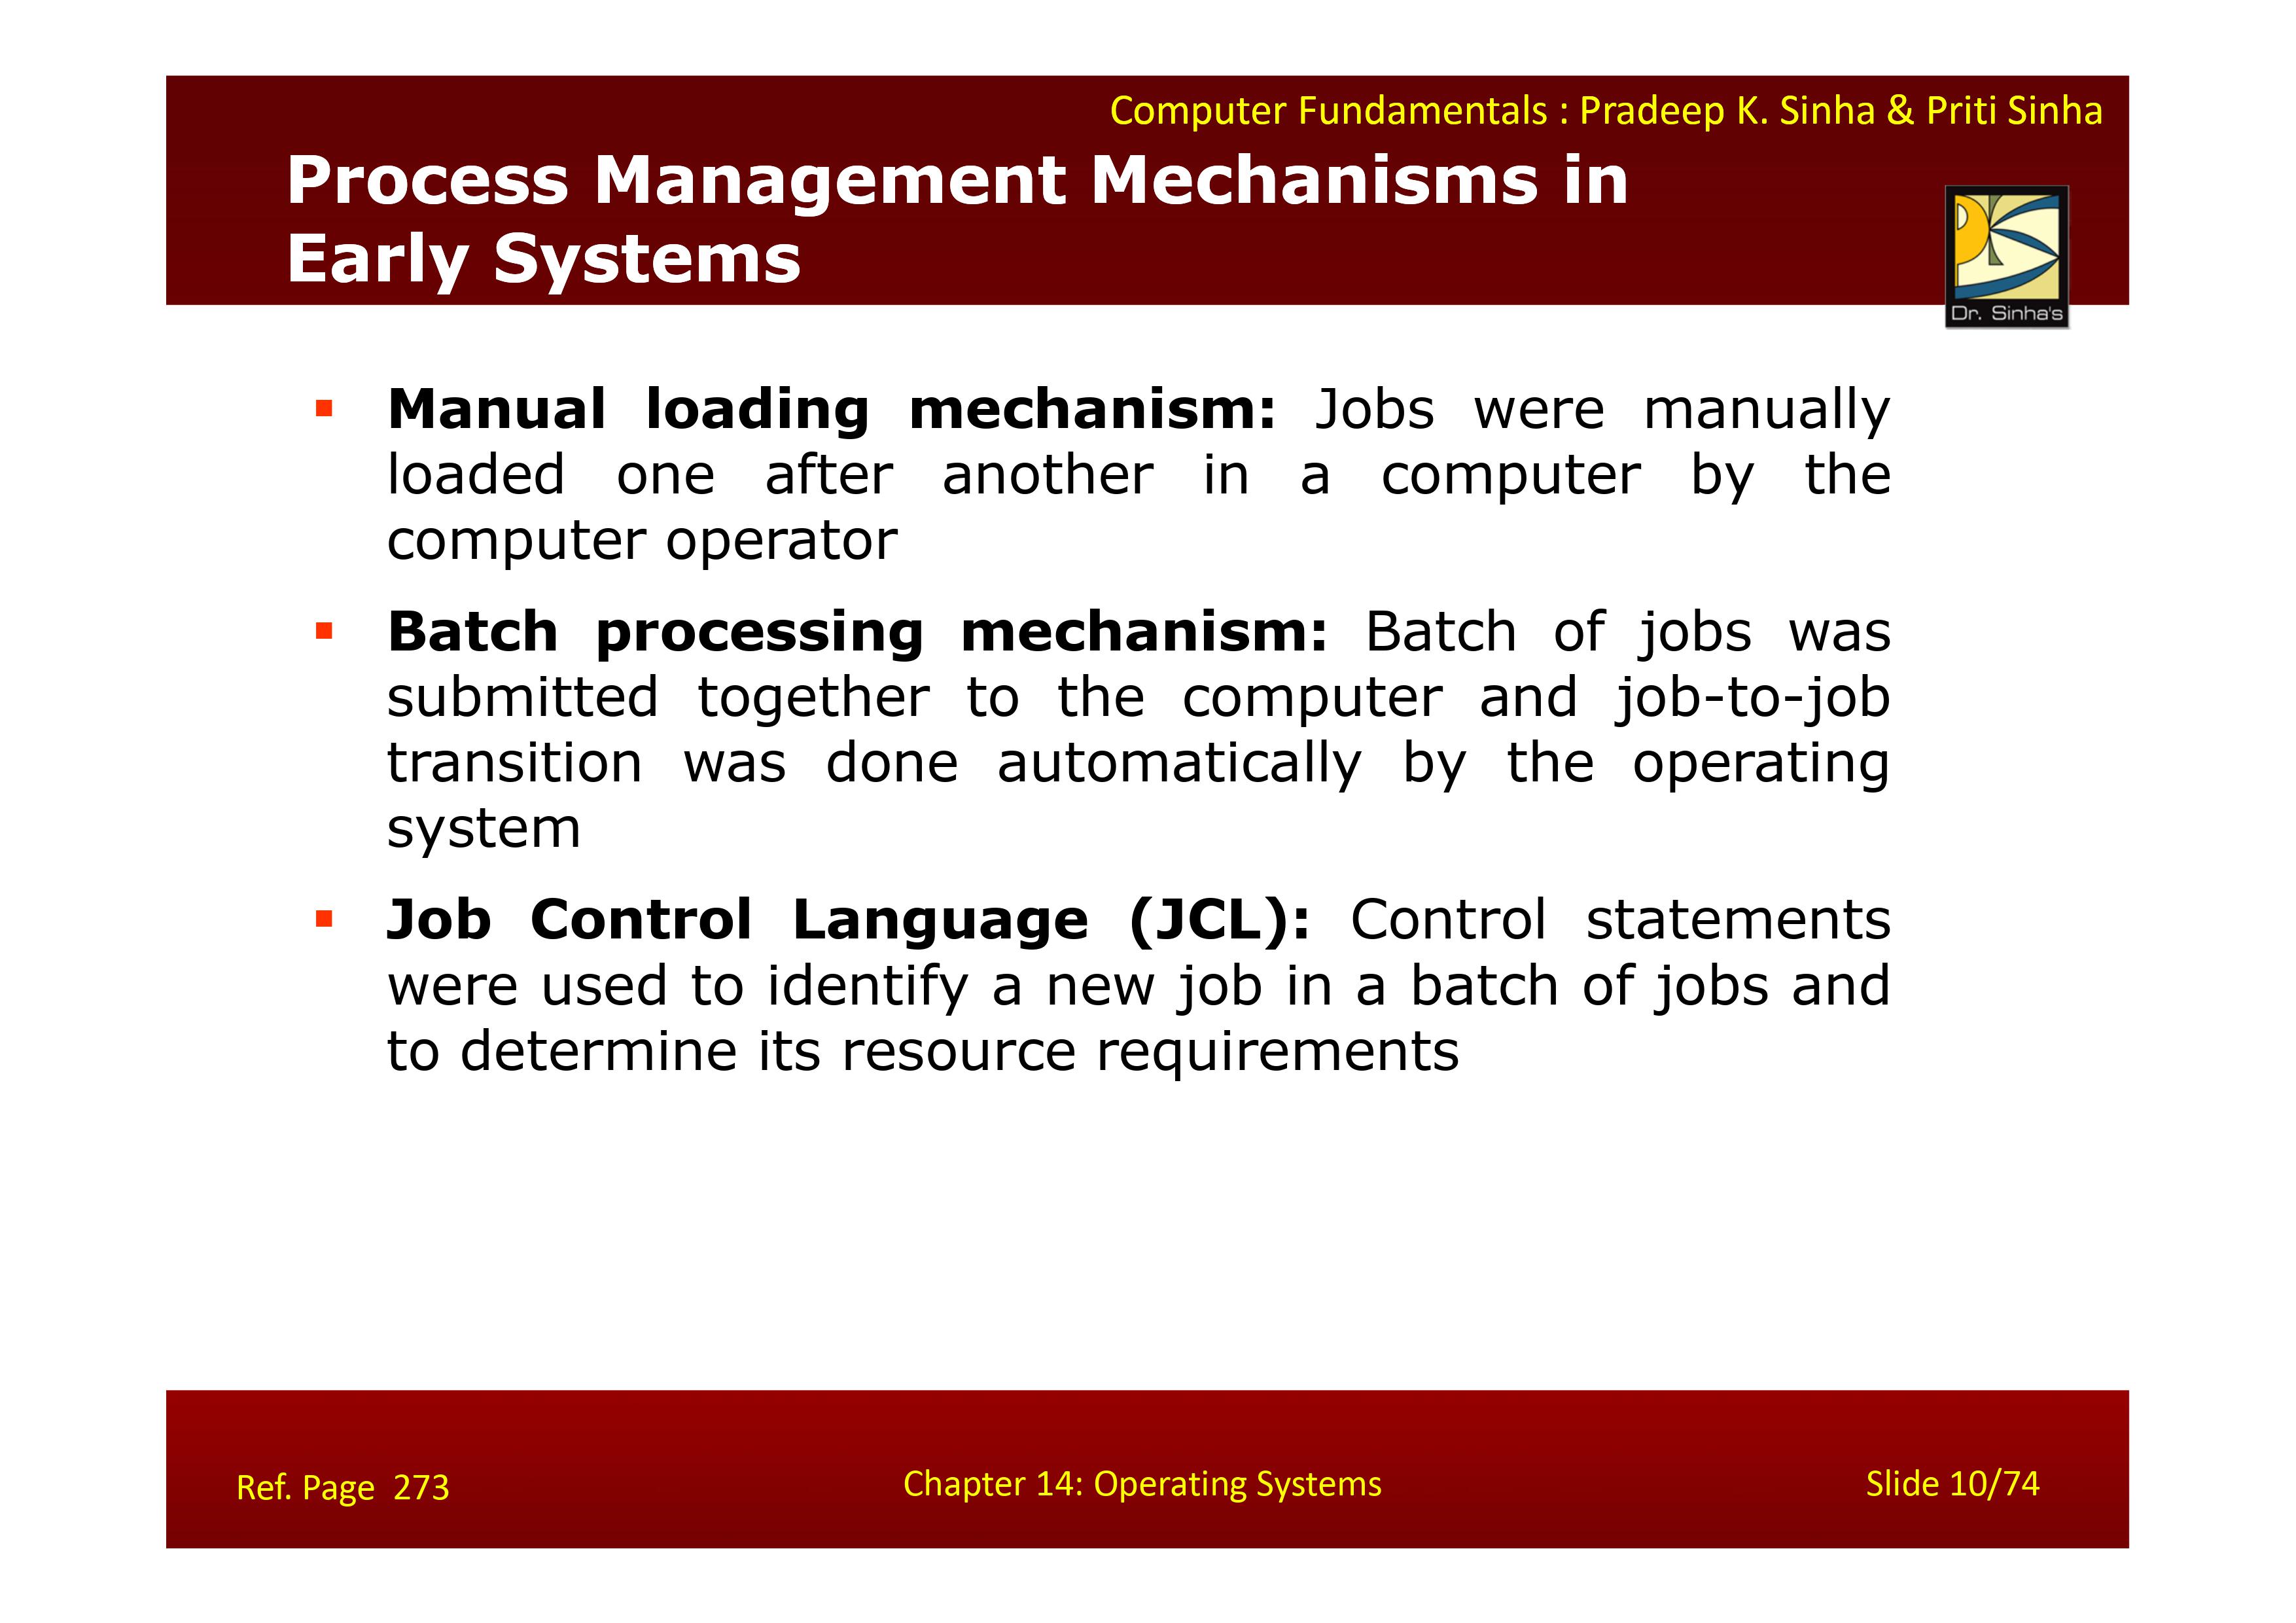 Computer Fundamentals : Pradeep K. Sinha & Priti Sinha
Process Management Mechanisms in
Early Systems
Dr. Sinha's
▪ Manual loading mechanism: Jobs were manually
loaded one after another in a computer by the
computer operator
▪ Batch processing mechanism: Batch of jobs was
submitted together to the computer and job-to-job
transition was done automatically by the operating
system
▪ Job Control Language (JCL): Control statements
were used to identify a new job in a batch of jobs and
to determine its resource requirements
Ref. Page 273
Chapter 14: Operating Systems
Slide 10/74